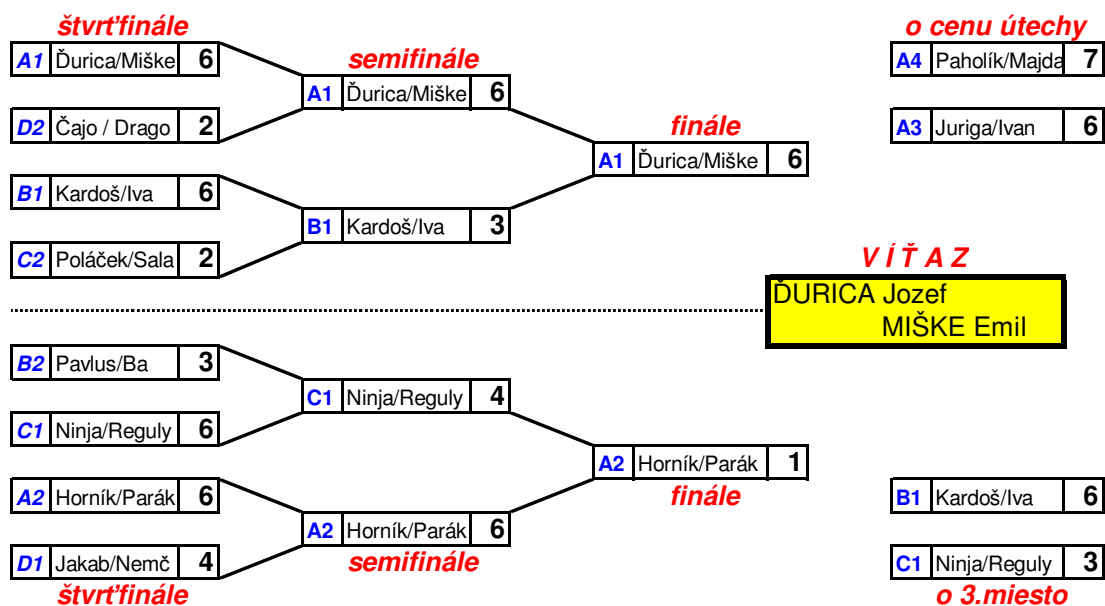 štvrťfinále
A1 Ďurica/Miške 6
D2 Čajo / Drago 2
B1 Kardoš/Iva 6
C2 Poláček/Sala 2
semifinále
A1 Ďurica/Miške 6
B1 Kardoš/Iva 3
finále
A1 Ďurica/Miške 6
o cenu útechy
A4 Paholík/Majda 7
A3 Juriga/Ivan 6
V Í Ť A Z
ĎURICA Jozef
MIŠKE Emil
B2 Pavlus/Ba 3
C1 Ninja/Reguly 6
A2 Horník/Parák 6
D1 Jakab/Nemč 4
štvrťfinále
C1 Ninja/Reguly 4
A2 Horník/Parák 6
semifinále
A2 Horník/Parák 1
finále
B1 Kardoš/Iva 6
C1 Ninja/Reguly 3
o 3.miesto